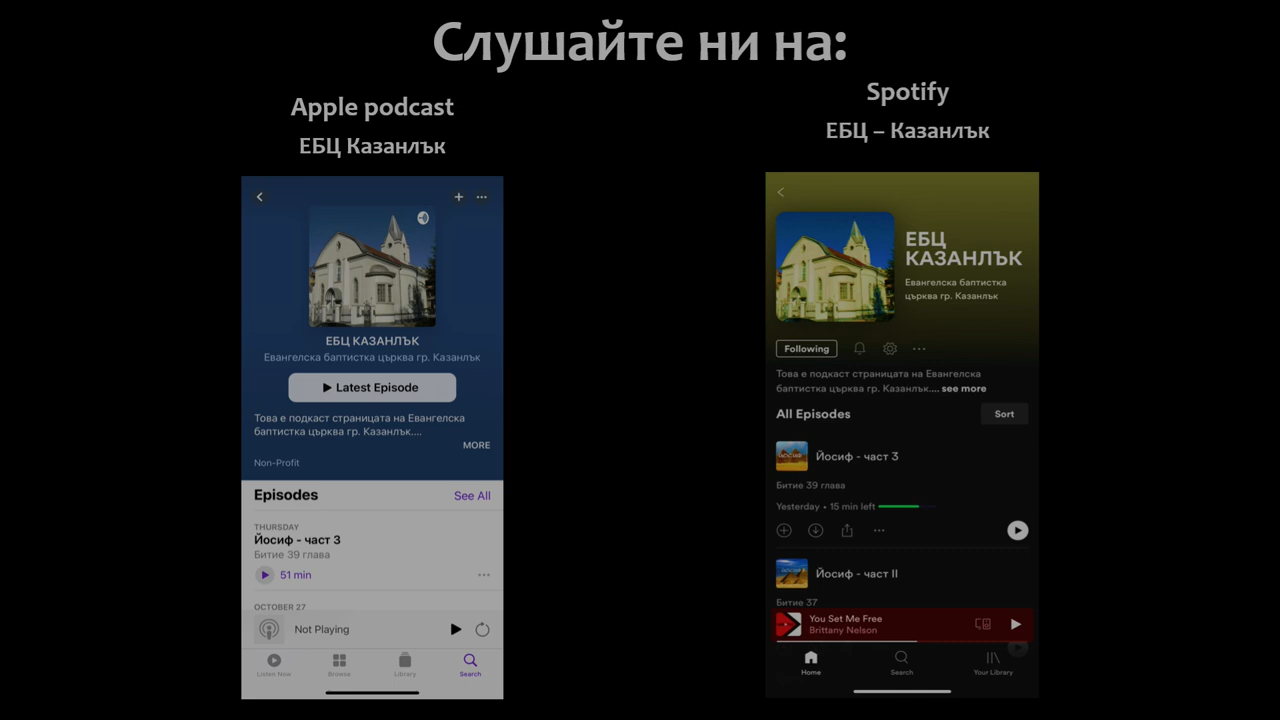 Слушайте ни на:
Apple podcast
ЕБЦ Казанлък
ЕБЦ КАЗАНЛЪК
Евангелска баптистка църква гр. Казанлък
Latest Episode
Това е подкаст страницата на Евангелска
баптистка църква гр. Казанлък....
MORE
Non-Profit
Episodes
See All
THURSDAY
Йосиф - част 3
Битие 39 глава
51 min
OCTOBER 27
Not Playing
Listen Now
Browse
Library
Search
Spotify
ЕБЦ – Казанлък
ЕБЦ
КАЗАНЛЪК
Евангелска баптистка
църква гр. Казанлък
Following
Това е подкаст страницата на Евангелска
баптистка църква гр. Казанлък.... see more
All Episodes
Sort
Йосиф - част 3
Битие 39 глава
Yesterday • 15 min left
Йосиф - част II
Битие 37
You Set Me Free
Brittany Nelson
Home
Search
Your Library